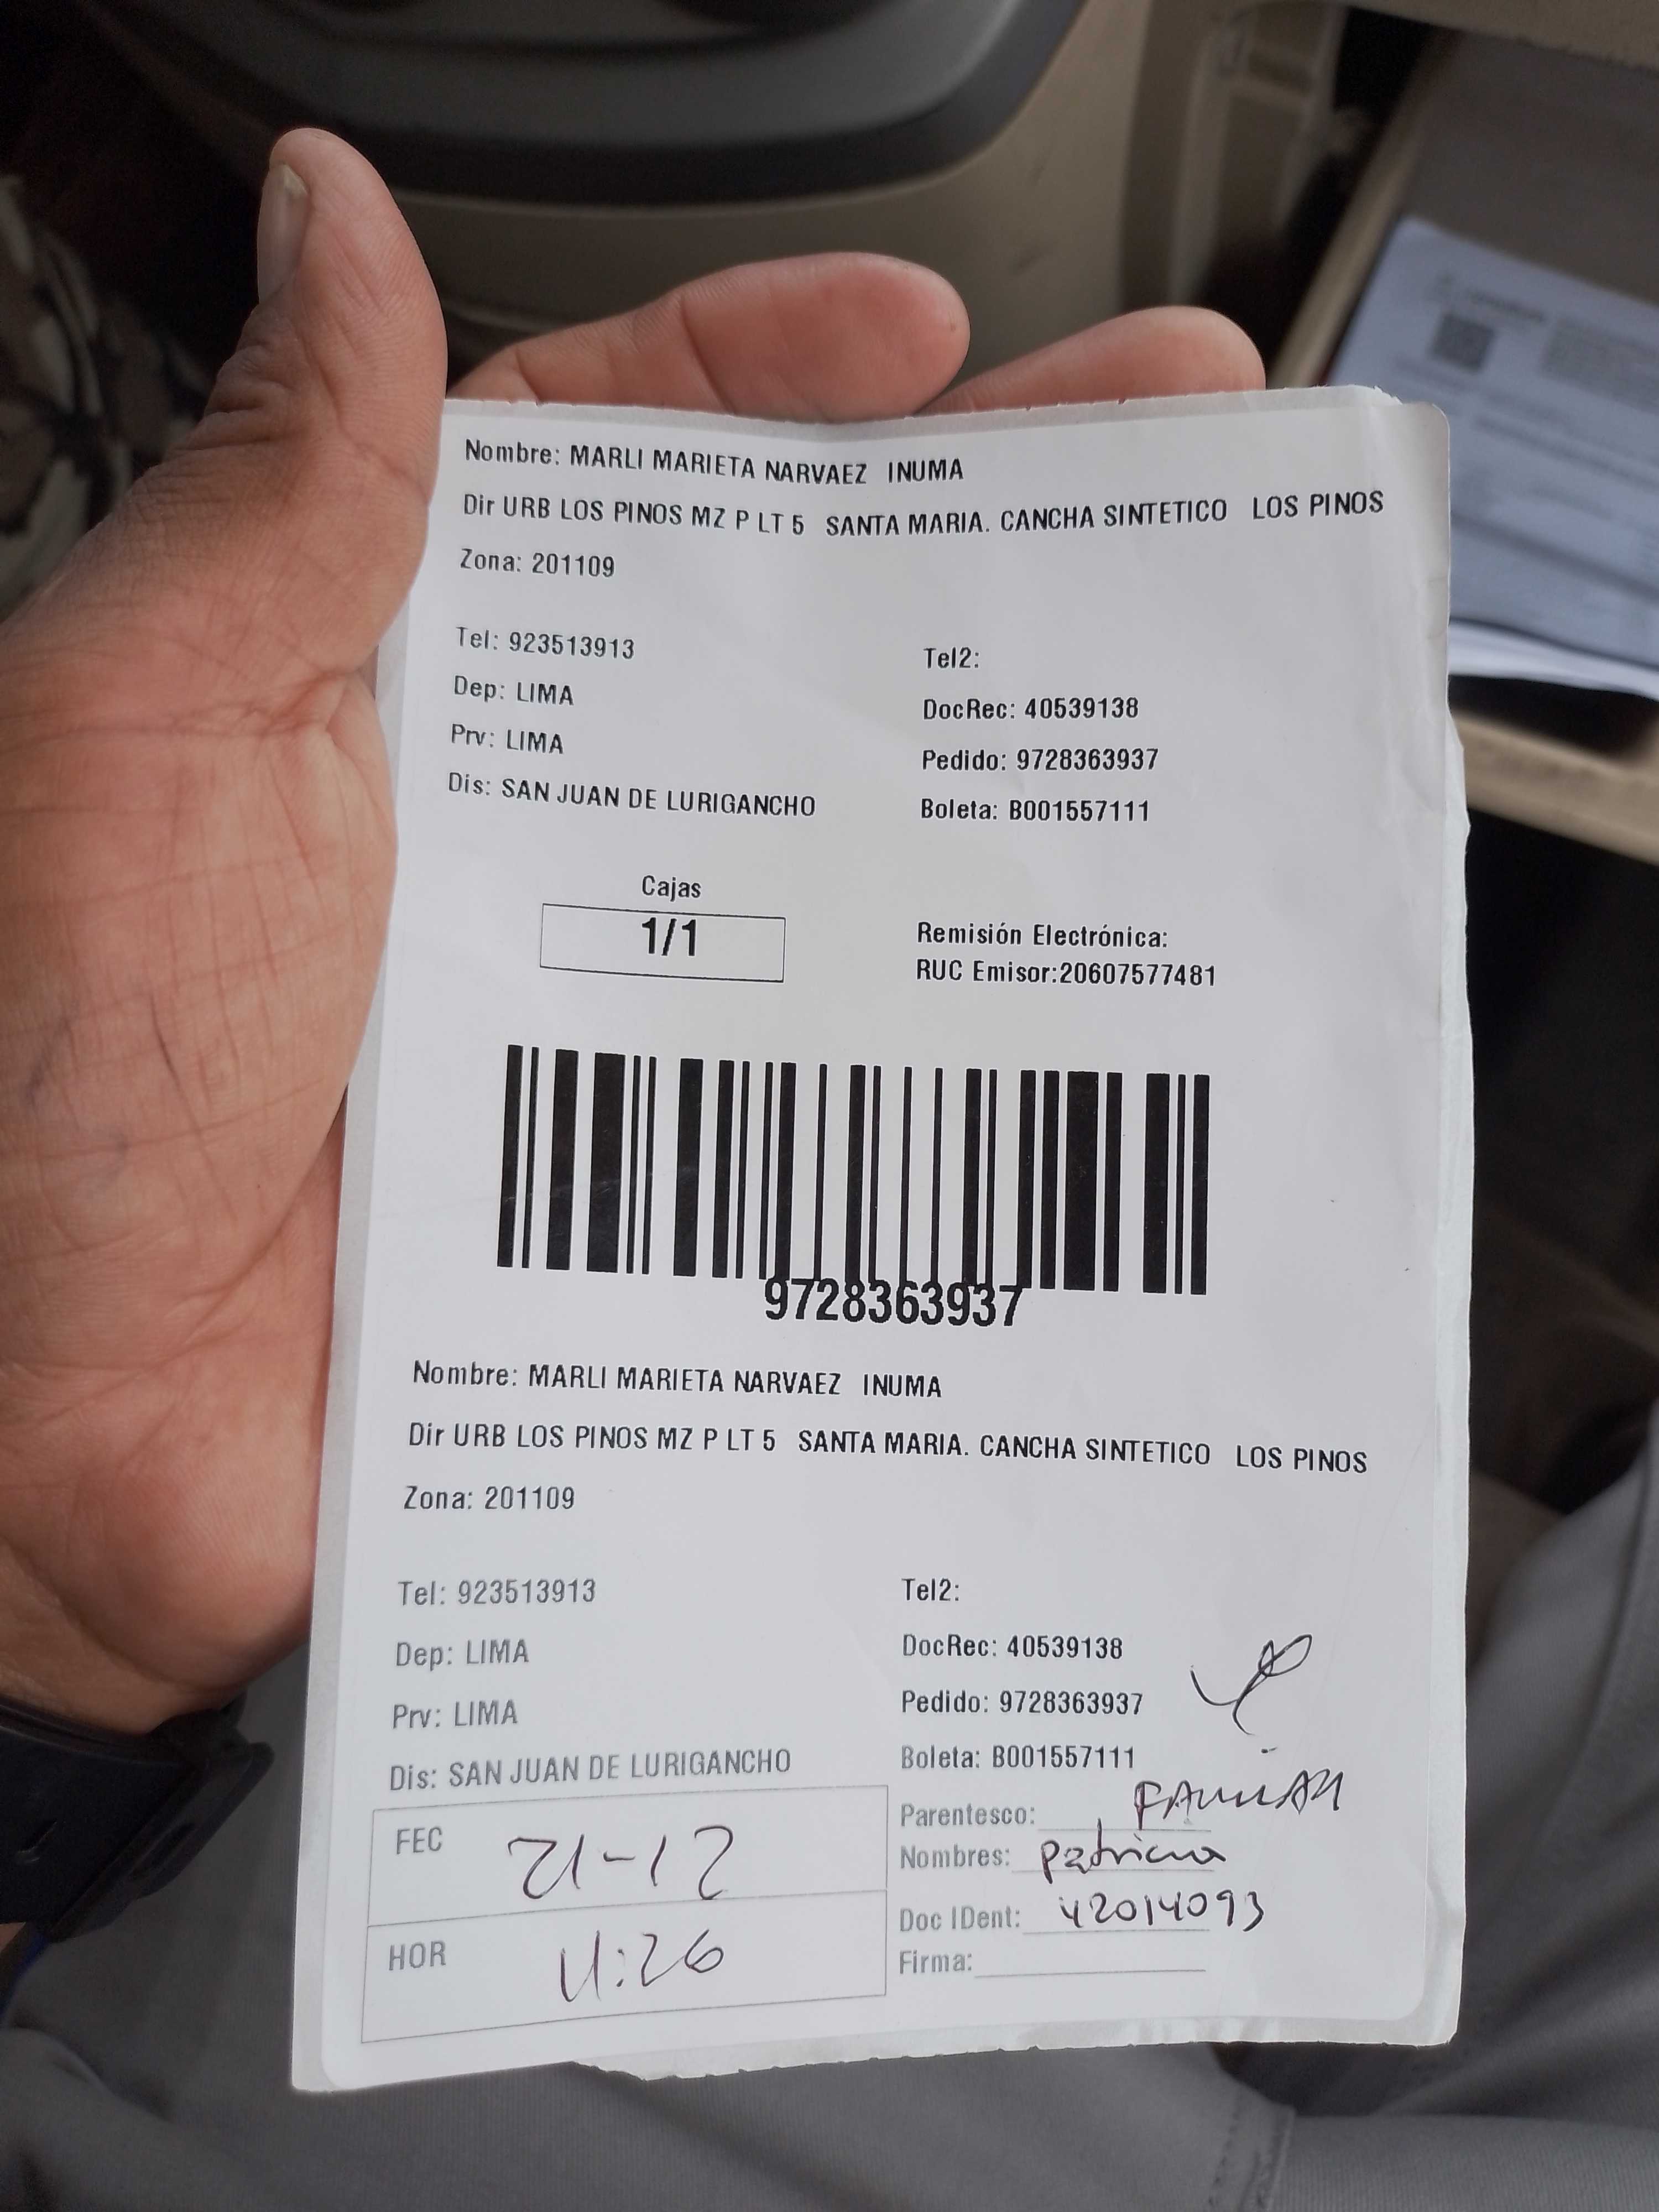 Nombre: MARLI MARIETA NARVAEZ INUMA
Dir URB LOS PINOS MZ P LT 5 SANTA MARIA. CANCHA SINTETICO LOS PINOS
Zona: 201109
Tel: 923513913
Tel2:
Dep: LIMA
DocRec: 40539138
Prv: LIMA
Pedido: 9728363937
Dis: SAN JUAN DE LURIGANCHO
Boleta: B001557111
Cajas
1/1
Remisión Electrónica:
RUC Emisor:20607577481
9728363937
Nombre: MARLI MARIETA NARVAEZ INUMA
Dir URB LOS PINOS MZ P LT 5 SANTA MARIA. CANCHA SINTETICO LOS PINOS
Zona: 201109
Tel: 923513913
Tel2:
Dep: LIMA
DocRec: 40539138
Prv: LIMA
Pedido: 9728363937
Dis: SAN JUAN DE LURIGANCHO
Boleta: B001557111
FEC 21-12
HOR 11:26
Parentesco:
Nombres: patricia
Doc IDent: 42014093
Firma: